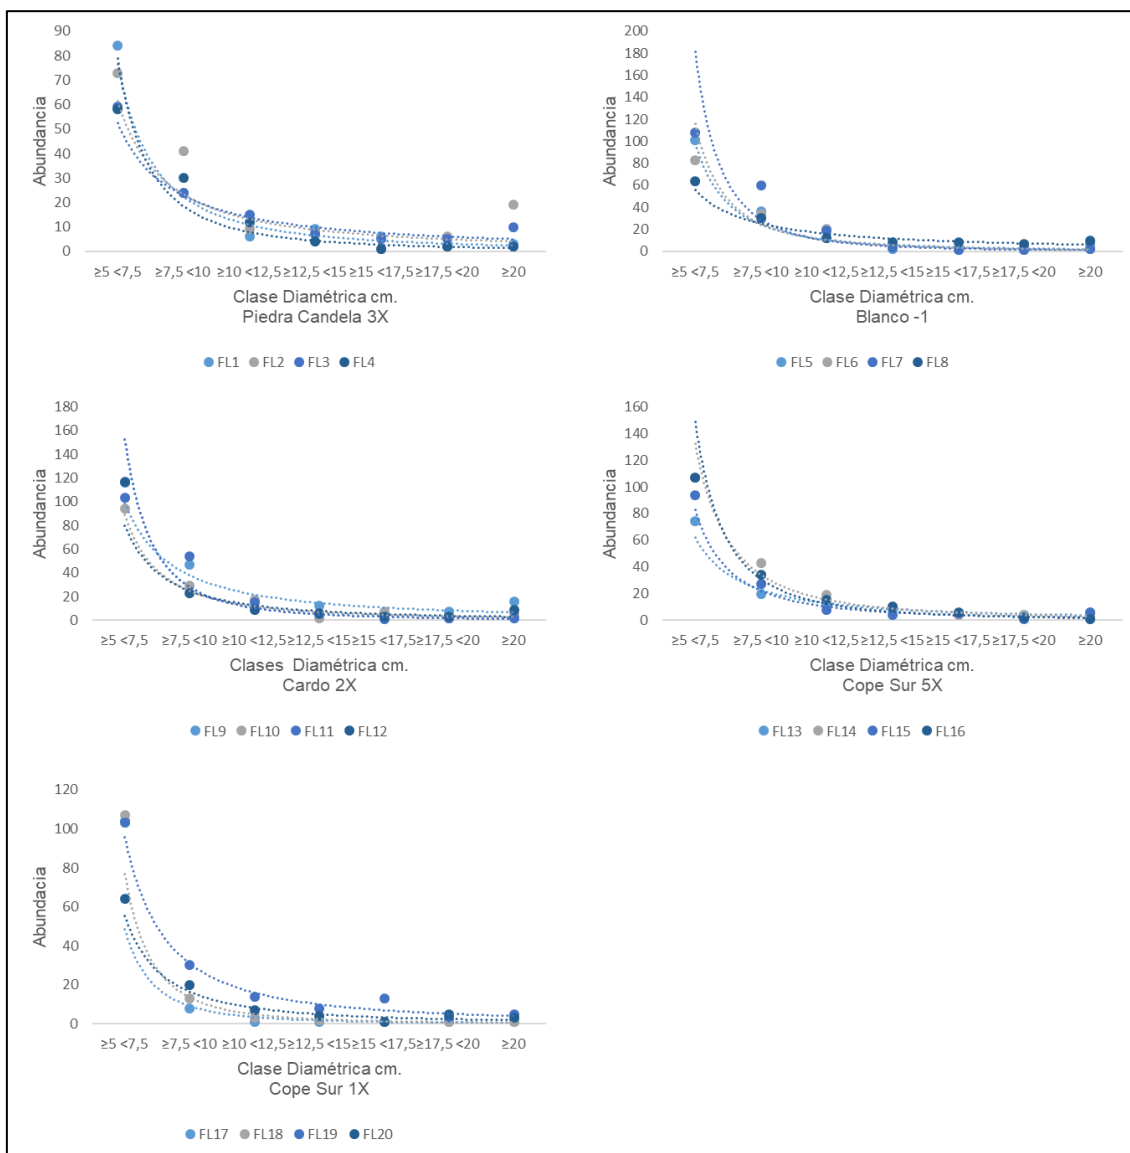 90
80
70
60
50
40
30
20
10
0
Abundancia
≥5 <7,5 ≥7,5 <10 ≥10 <12,5 ≥12,5 <15 ≥15 <17,5 ≥17,5 <20 ≥20
Clase Diamétrica cm.
Piedra Candela 3X
FL1 FL2 FL3 FL4
200
180
160
140
120
100
80
60
40
20
0
Abundancia
≥5 <7,5 ≥7,5 <10 ≥10 <12,5 ≥12,5 <15 ≥15 <17,5 ≥17,5 <20 ≥20
Clase Diamétrica cm.
Blanco -1
FL5 FL6 FL7 FL8
180
160
140
120
100
80
60
40
20
0
Abundancia
≥5 <7,5 ≥7,5 <10 ≥10 <12,5 ≥12,5 <15 ≥15 <17,5 ≥17,5 <20 ≥20
Clases Diamétrica cm.
Cardo 2X
FL9 FL10 FL11 FL12
160
140
120
100
80
60
40
20
0
Abundancia
≥5 <7,5 ≥7,5 <10 ≥10 <12,5 ≥12,5 <15 ≥15 <17,5 ≥17,5 <20 ≥20
Clase Diamétrica cm.
Cope Sur 5X
FL13 FL14 FL15 FL16
120
100
80
60
40
20
0
Abundacia
≥5 <7,5 ≥7,5 <10 ≥10 <12,5 ≥12,5 <15 ≥15 <17,5 ≥17,5 <20 ≥20
Clase Diamétrica cm.
Cope Sur 1X
FL17 FL18 FL19 FL20